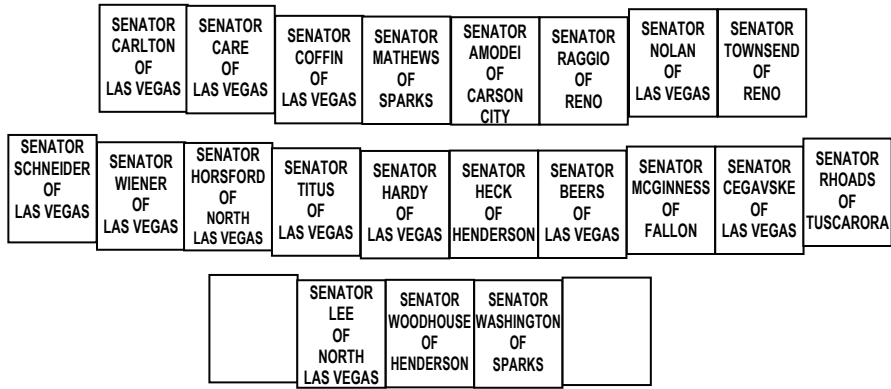 SENATOR
CARLTON
OF
LAS VEGAS
SENATOR
CARE
OF
LAS VEGAS
SENATOR
COFFIN
OF
LAS VEGAS
SENATOR
MATHEWS
OF
SPARKS
SENATOR
AMODEI
OF
CARSON
CITY
SENATOR
RAGGIO
OF
RENO
SENATOR
NOLAN
OF
LAS VEGAS
SENATOR
TOWNSEND
OF
RENO
SENATOR
SCHNEIDER
OF
LAS VEGAS
SENATOR
WIENER
OF
LAS VEGAS
SENATOR
HORSFORD
OF
NORTH
LAS VEGAS
SENATOR
TITUS
OF
LAS VEGAS
SENATOR
HARDY
OF
LAS VEGAS
SENATOR
HECK
OF
HENDERSON
SENATOR
BEERS
OF
LAS VEGAS
SENATOR
MCGINNESS
OF
FALLON
SENATOR
CEGAVSKE
OF
LAS VEGAS
SENATOR
RHOADS
OF
TUSCARORA
SENATOR
LEE
OF
NORTH
LAS VEGAS
SENATOR
WOODHOUSE
OF
HENDERSON
SENATOR
WASHINGTON
OF
SPARKS